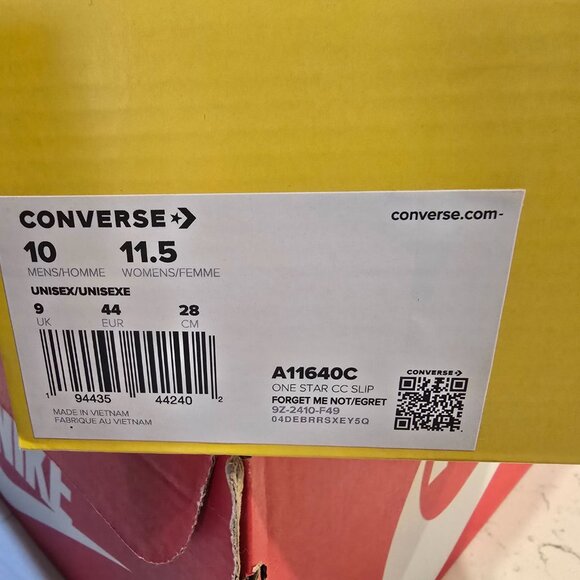 CONVERSE
converse.com
10 11.5
MENS/HOMME WOMENS/FEMME
UNISEX/UNISEXE
9 44 28
UK EUR CM
1 94435 44240 2
MADE IN VIETNAM
FABRIQUE AU VIETNAM
A11640C
ONE STAR CC SLIP
FORGET ME NOT/EGRET
9Z-2410-F49
04DEBRRSXEY5Q
CONVERSE
NIKE